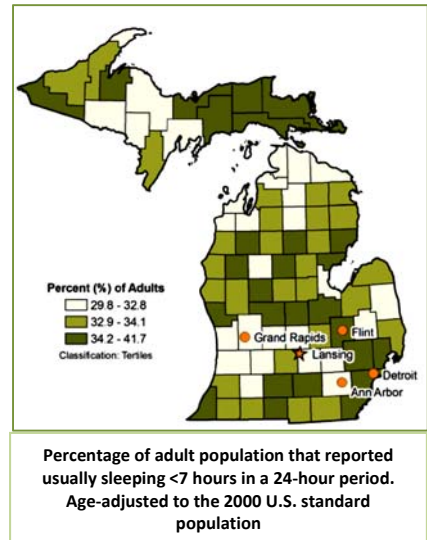 Percent (%) of Adults
29.8 - 32.8
32.9 - 34.1
34.2 - 41.7
Classification: Tertiles
Grand Rapids
Flint
Lansing
Detroit
Ann Arbor
Percentage of adult population that reported
usually sleeping <7 hours in a 24-hour period.
Age-adjusted to the 2000 U.S. standard
population